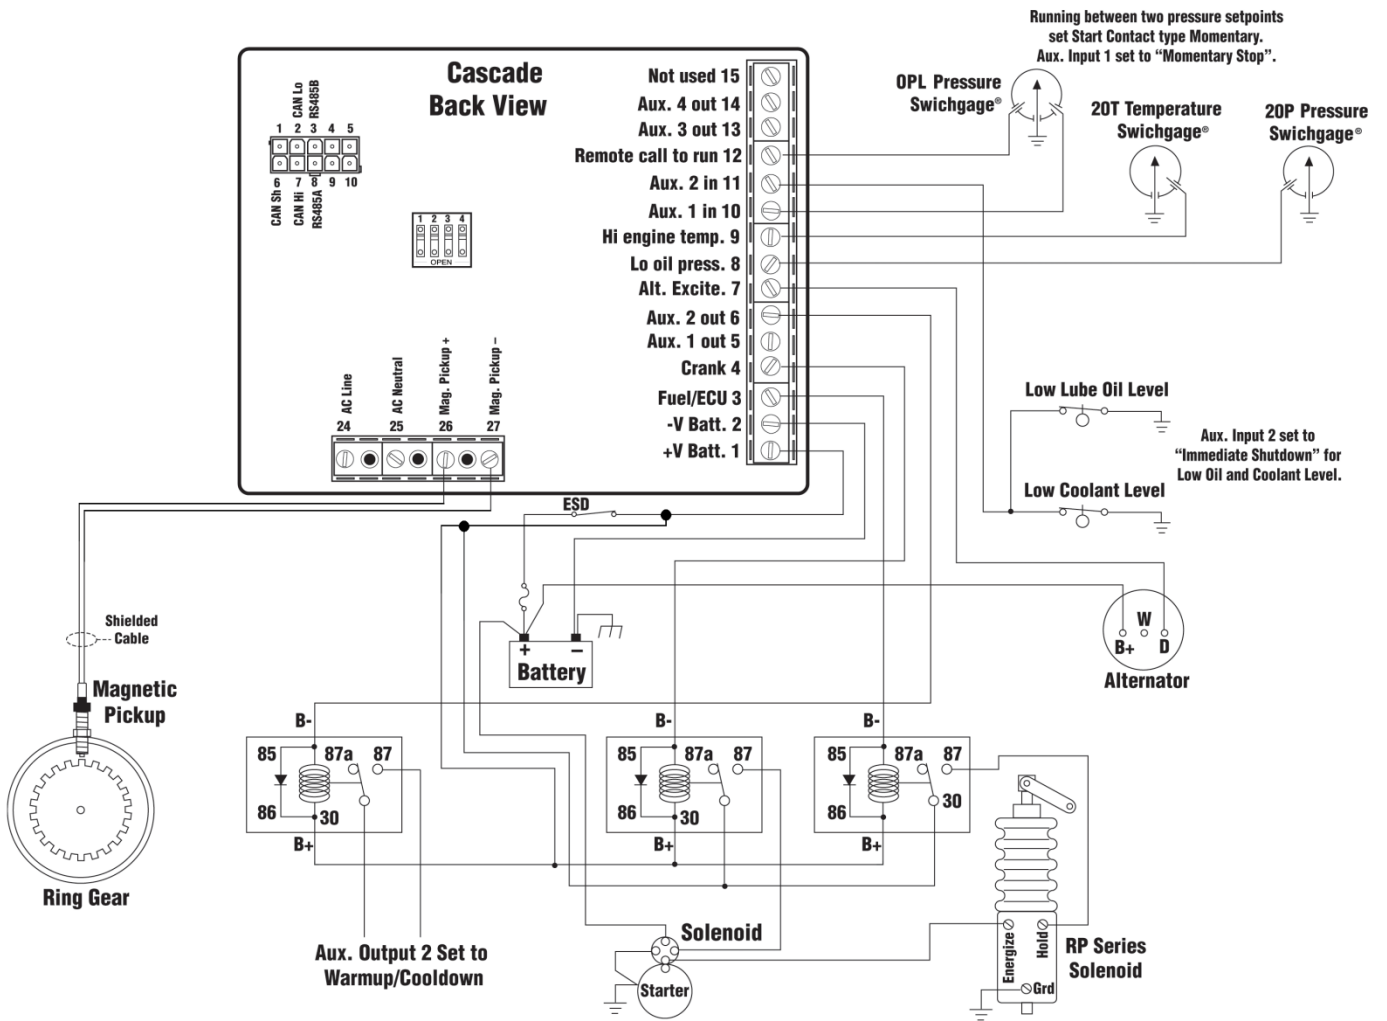 Running between two pressure setpoints
set Start Contact type Momentary.
Aux. Input 1 set to “Momentary Stop”.
Cascade
Back View
CAN Lo
RS485B
1 2 3 4 5
6 7 8 9 10
CAN Sh
CAN Hi
RS485A
1 2 3 4
OPEN
Not used 15
Aux. 4 out 14
Aux. 3 out 13
Remote call to run 12
Aux. 2 in 11
Aux. 1 in 10
Hi engine temp. 9
Lo oil press. 8
Alt. Excite. 7
Aux. 2 out 6
Aux. 1 out 5
Crank 4
Fuel/ECU 3
-V Batt. 2
+V Batt. 1
OPL Pressure
Swichgage®
20T Temperature
Swichgage®
20P Pressure
Swichgage®
AC Line
AC Neutral
Mag. Pickup +
Mag. Pickup –
24 25 26 27
Low Lube Oil Level
Aux. Input 2 set to
“Immediate Shutdown” for
Low Oil and Coolant Level.
Low Coolant Level
ESD
Shielded
Cable
Magnetic
Pickup
Ring Gear
+ –
Battery
W
B+ D
Alternator
B-
85 87a 87
86 30
B+
B-
85 87a 87
86 30
B+
B-
85 87a 87
86 30
B+
Aux. Output 2 Set to
Warmup/Cooldown
Solenoid
Starter
Energize
Hold
Grd
RP Series
Solenoid